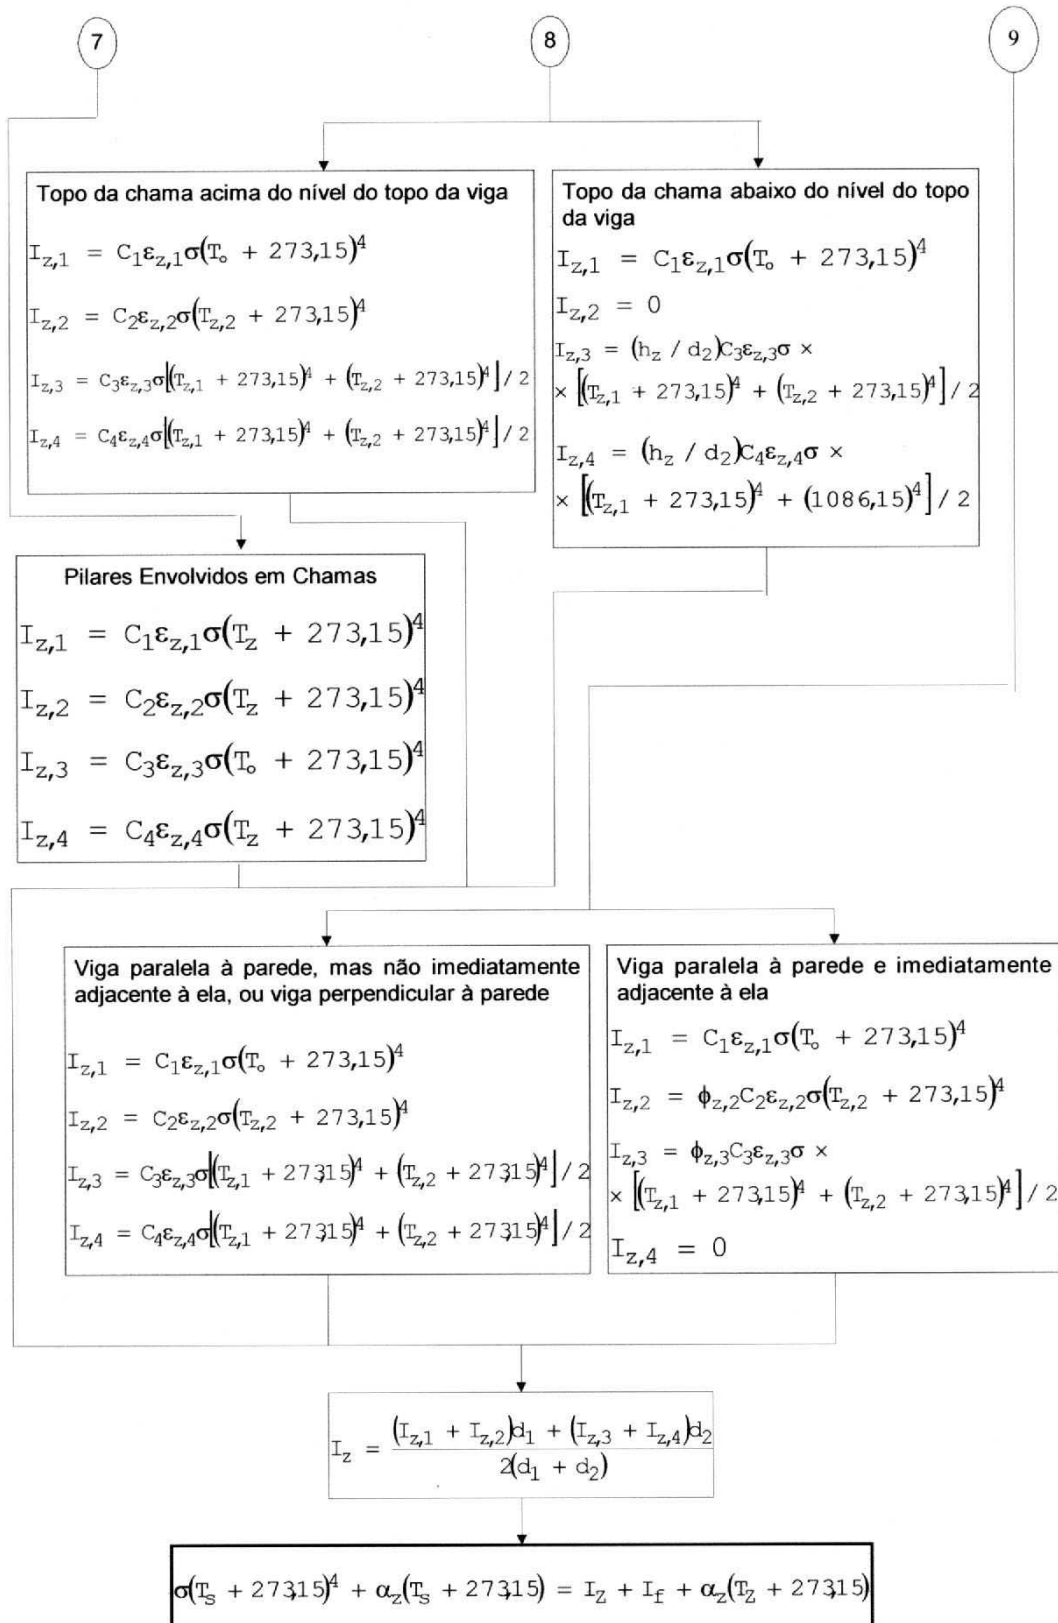 7
8
9
Topo da chama acima do nível do topo da viga
I_{z,1} = C_1ε_{z,1}σ(T_o + 273,15)^4
I_{z,2} = C_2ε_{z,2}σ(T_{z,2} + 273,15)^4
I_{z,3} = C_3ε_{z,3}σ[(T_{z,1} + 273,15)^4 + (T_{z,2} + 273,15)^4] / 2
I_{z,4} = C_4ε_{z,4}σ[(T_{z,1} + 273,15)^4 + (T_{z,2} + 273,15)^4] / 2
Topo da chama abaixo do nível do topo
da viga
I_{z,1} = C_1ε_{z,1}σ(T_o + 273,15)^4
I_{z,2} = 0
I_{z,3} = (h_z / d_2)C_3ε_{z,3}σ ×
× [(T_{z,1} + 273,15)^4 + (T_{z,2} + 273,15)^4] / 2
I_{z,4} = (h_z / d_2)C_4ε_{z,4}σ ×
× [(T_{z,1} + 273,15)^4 + (1086,15)^4] / 2
Pilares Envolvidos em Chamas
I_{z,1} = C_1ε_{z,1}σ(T_z + 273,15)^4
I_{z,2} = C_2ε_{z,2}σ(T_z + 273,15)^4
I_{z,3} = C_3ε_{z,3}σ(T_o + 273,15)^4
I_{z,4} = C_4ε_{z,4}σ(T_z + 273,15)^4
Viga paralela à parede, mas não imediatamente
adjacente à ela, ou viga perpendicular à parede
I_{z,1} = C_1ε_{z,1}σ(T_o + 273,15)^4
I_{z,2} = C_2ε_{z,2}σ(T_{z,2} + 273,15)^4
I_{z,3} = C_3ε_{z,3}σ[(T_{z,1} + 273,15)^4 + (T_{z,2} + 273,15)^4] / 2
I_{z,4} = C_4ε_{z,4}σ[(T_{z,1} + 273,15)^4 + (T_{z,2} + 273,15)^4] / 2
Viga paralela à parede e imediatamente
adjacente à ela
I_{z,1} = C_1ε_{z,1}σ(T_o + 273,15)^4
I_{z,2} = ϕ_{z,2}C_2ε_{z,2}σ(T_{z,2} + 273,15)^4
I_{z,3} = ϕ_{z,3}C_3ε_{z,3}σ ×
× [(T_{z,1} + 273,15)^4 + (T_{z,2} + 273,15)^4] / 2
I_{z,4} = 0
I_z = \frac{(I_{z,1} + I_{z,2})d_1 + (I_{z,3} + I_{z,4})d_2}{2(d_1 + d_2)}
σ(T_s + 273,15)^4 + α_z(T_s + 273,15) = I_z + I_f + α_z(T_z + 273,15)